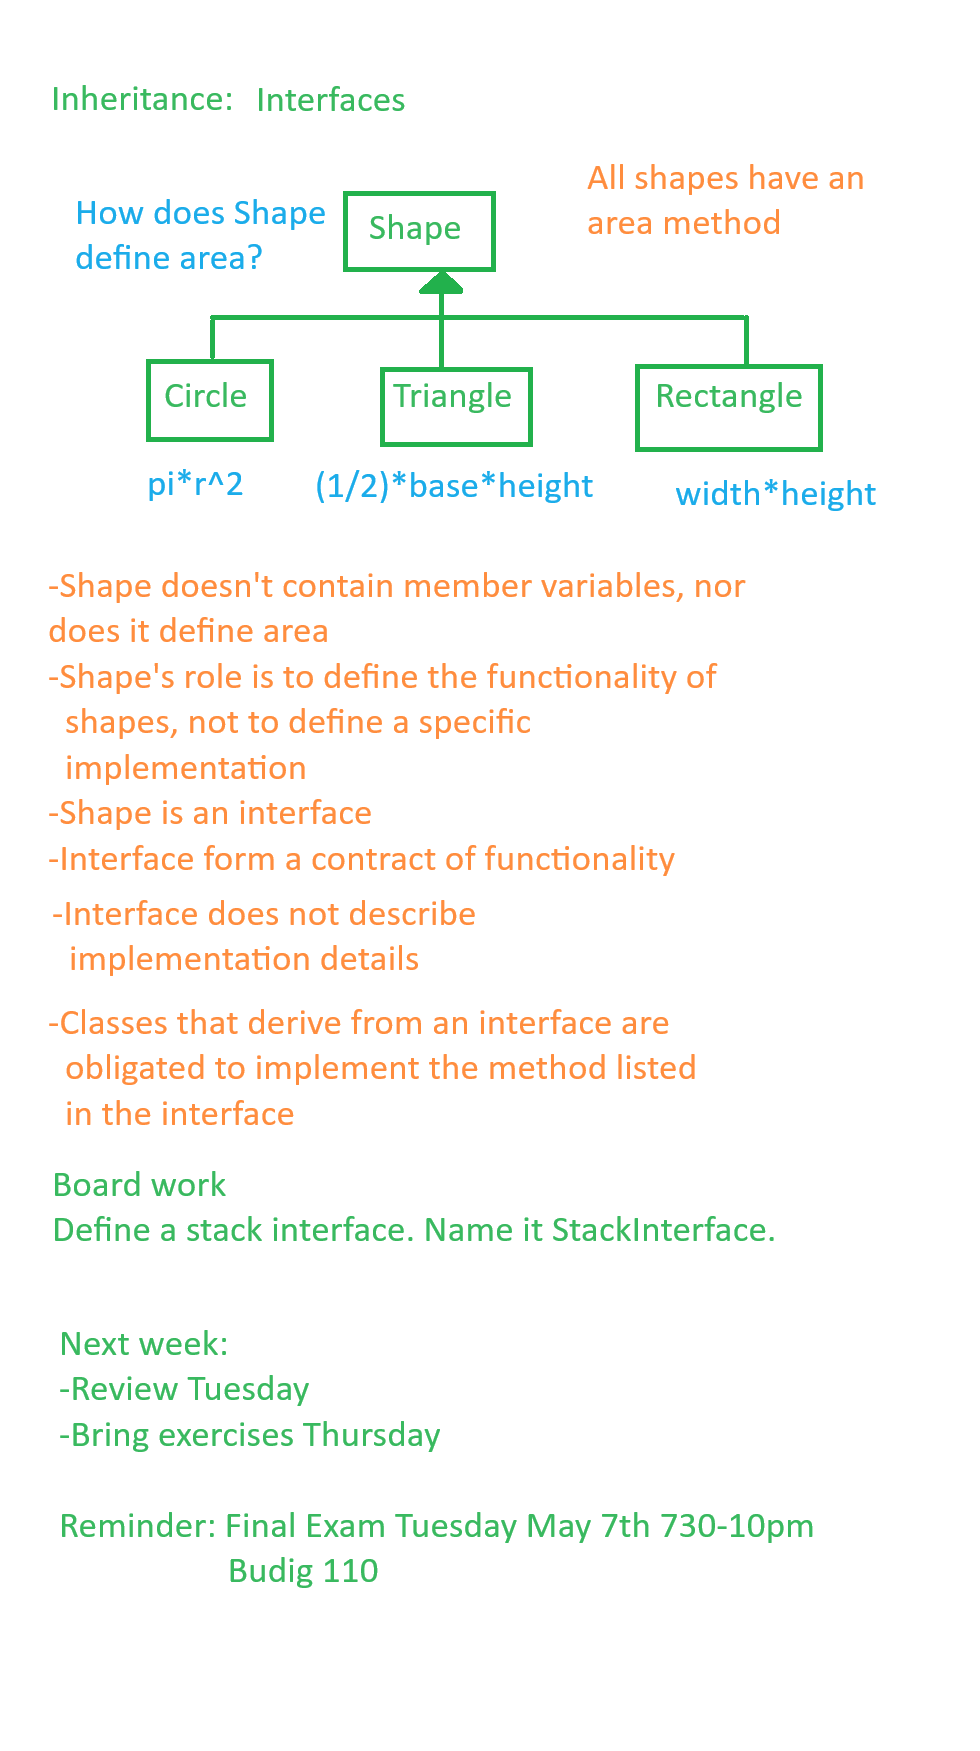 Inheritance: Interfaces
All shapes have an
area method
How does Shape
define area?
Shape
Circle
Triangle
Rectangle
pi*r^2
(1/2)*base*height
width*height
-Shape doesn't contain member variables, nor
does it define area
-Shape's role is to define the functionality of
shapes, not to define a specific
implementation
-Shape is an interface
-Interface form a contract of functionality
-Interface does not describe
implementation details
-Classes that derive from an interface are
obligated to implement the method listed
in the interface
Board work
Define a stack interface. Name it StackInterface.
Next week:
-Review Tuesday
-Bring exercises Thursday
Reminder: Final Exam Tuesday May 7th 730-10pm
Budig 110